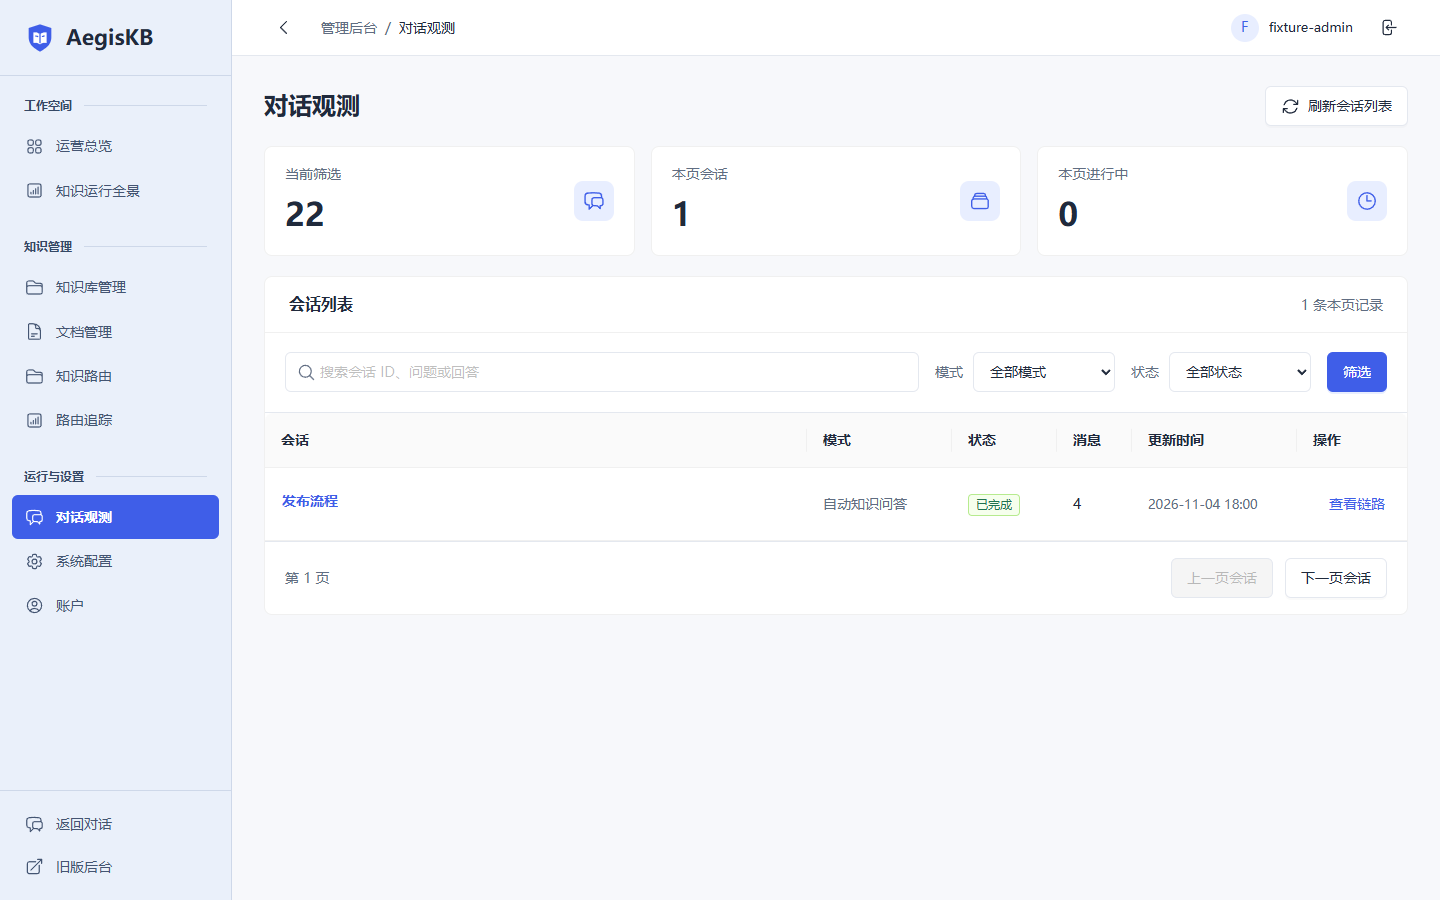 AegisKB
工作空间
运营总览
知识运行全景
知识管理
知识库管理
文档管理
知识路由
路由追踪
运行与设置
对话观测
系统配置
账户
返回对话
旧版后台
管理后台 / 对话观测
F fixture-admin
对话观测
刷新会话列表
当前筛选
22
本页会话
1
本页进行中
0
会话列表
1 条本页记录
搜索会话 ID、问题或回答
模式 全部模式 状态 全部状态 筛选
会话 模式 状态 消息 更新时间 操作
发布流程 自动知识问答 已完成 4 2026-11-04 18:00 查看链路
第 1 页
上一页会话 下一页会话